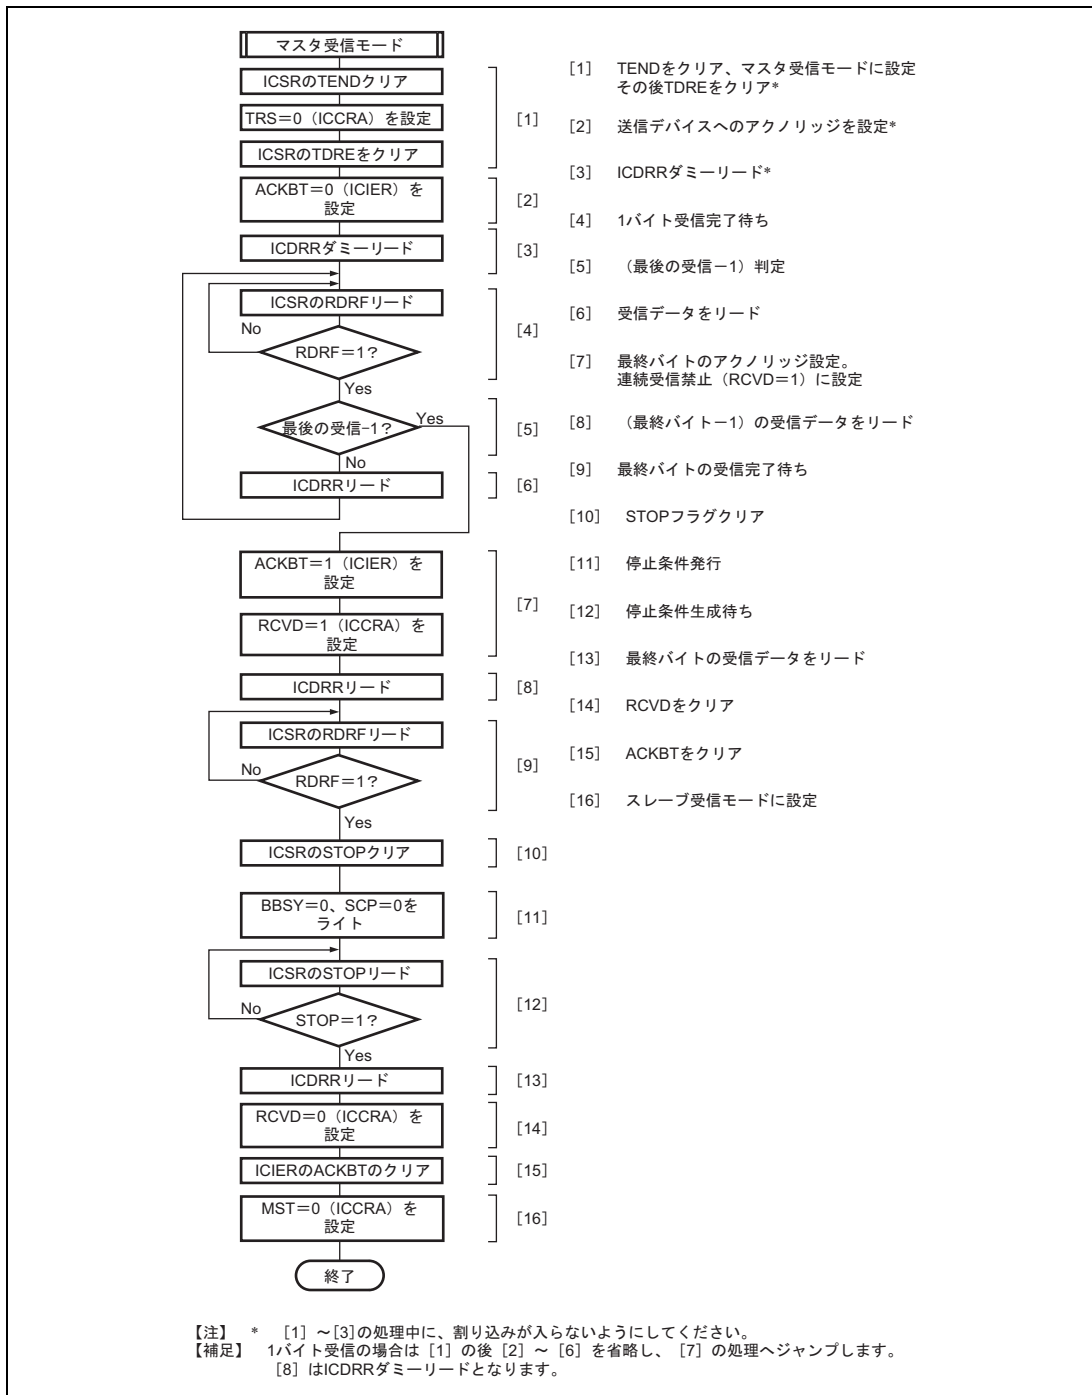 マスタ受信モード
ICSRのTENDクリア
TRS＝0（ICCRA）を設定
ICSRのTDREをクリア
[1]
ACKBT＝0（ICIER）を
設定
[2]
ICDRRダミーリード
[3]
ICSRのRDRFリード
No
RDRF＝1？
[4]
Yes
最後の受信-1？
Yes
[5]
No
ICDRRリード
[6]
ACKBT＝1（ICIER）を
設定
RCVD＝1（ICCRA）を
設定
[7]
ICDRRリード
[8]
ICSRのRDRFリード
No
RDRF＝1？
[9]
Yes
ICSRのSTOPクリア
[10]
BBSY＝0、SCP＝0を
ライト
[11]
ICSRのSTOPリード
No
STOP＝1？
[12]
Yes
ICDRRリード
[13]
RCVD＝0（ICCRA）を
設定
[14]
ICIERのACKBTのクリア
[15]
MST＝0（ICCRA）を
設定
[16]
終了
[1] TENDをクリア、マスタ受信モードに設定
その後TDREをクリア*
[2] 送信デバイスへのアクノリッジを設定*
[3] ICDRRダミーリード*
[4] 1バイト受信完了待ち
[5] （最後の受信－1）判定
[6] 受信データをリード
[7] 最終バイトのアクノリッジ設定。
連続受信禁止（RCVD＝1）に設定
[8] （最終バイト－1）の受信データをリード
[9] 最終バイトの受信完了待ち
[10] STOPフラグクリア
[11] 停止条件発行
[12] 停止条件生成待ち
[13] 最終バイトの受信データをリード
[14] RCVDをクリア
[15] ACKBTをクリア
[16] スレーブ受信モードに設定
【注】 * [1]～[3]の処理中に、割り込みが入らないようにしてください。
【補足】 1バイト受信の場合は[1]の後[2]～[6]を省略し、[7]の処理へジャンプします。
[8]はICDRRダミーリードとなります。